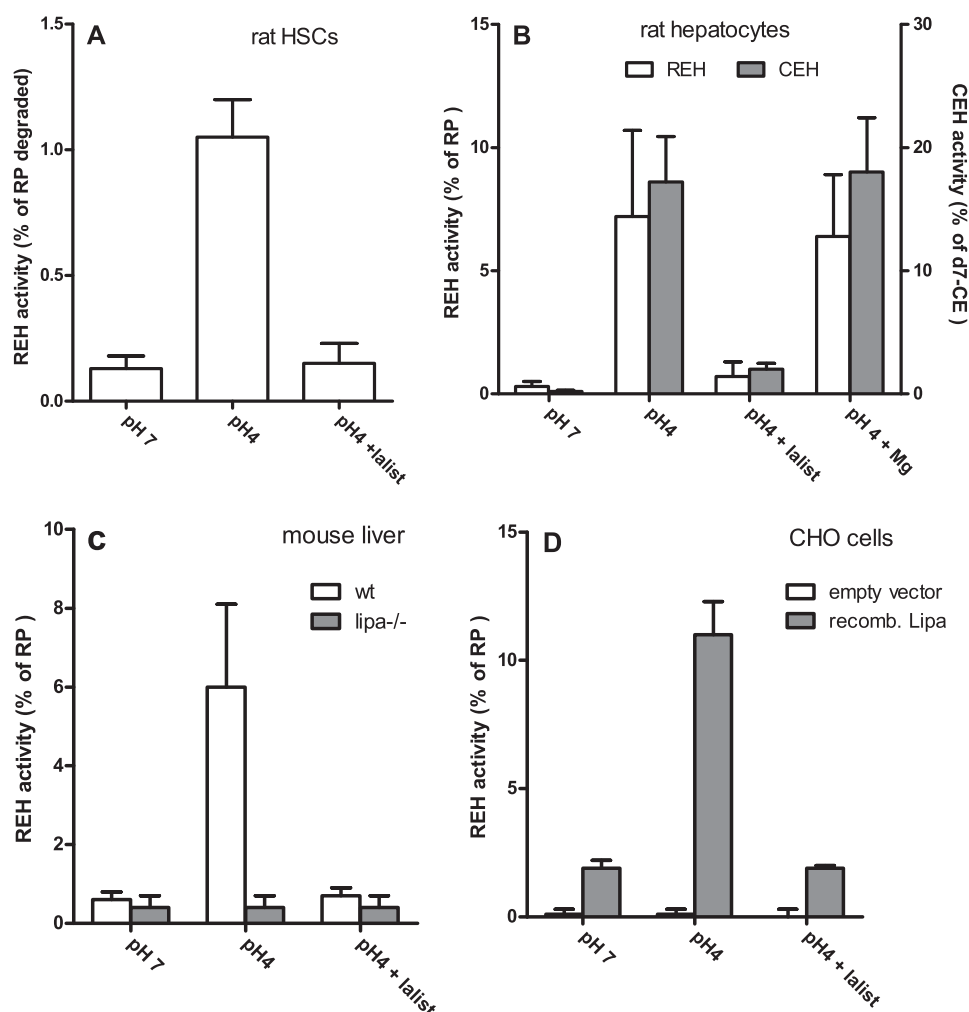 A
rat HSCs
REH activity (% of RP degraded)
1.5
1.0
0.5
0.0
pH 7
pH4
pH4 +lalist
B
rat hepatocytes
REH
CEH
REH activity (% of RP )
15
10
5
0
CEH activity (% of d7-CE )
30
20
10
0
pH 7
pH4
pH4 + lalist
pH 4 + Mg
C
mouse liver
wt
lipa-/-
REH activity (% of RP )
10
8
6
4
2
0
pH 7
pH4
pH4 + lalist
D
CHO cells
empty vector
recomb. Lipa
REH activity (% of RP )
15
10
5
0
pH 7
pH4
pH4 + lalist